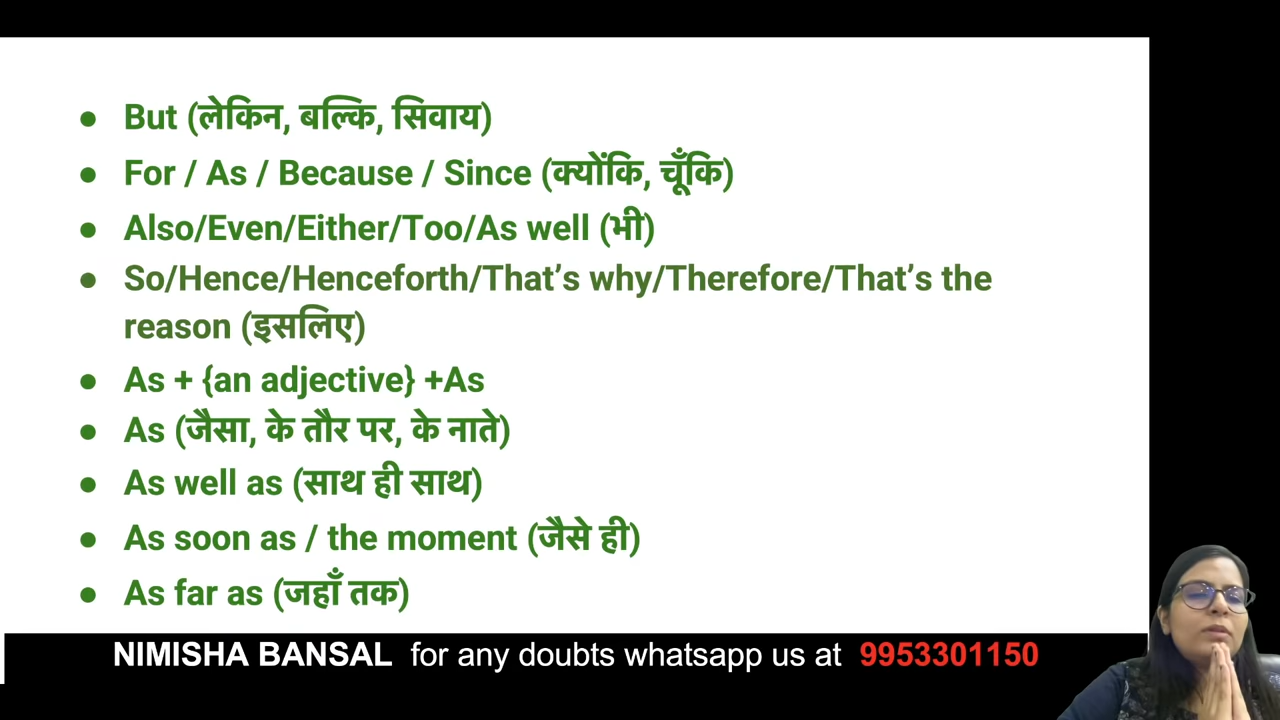 ● But (लेकिन, बल्कि, सिवाय)
● For / As / Because / Since (क्योंकि, चूँकि)
● Also/Even/Either/Too/As well (भी)
● So/Hence/Henceforth/That’s why/Therefore/That’s the
reason (इसलिए)
● As + {an adjective} +As
● As (जैसा, के तौर पर, के नाते)
● As well as (साथ ही साथ)
● As soon as / the moment (जैसे ही)
● As far as (जहाँ तक)
NIMISHA BANSAL for any doubts whatsapp us at 9953301150